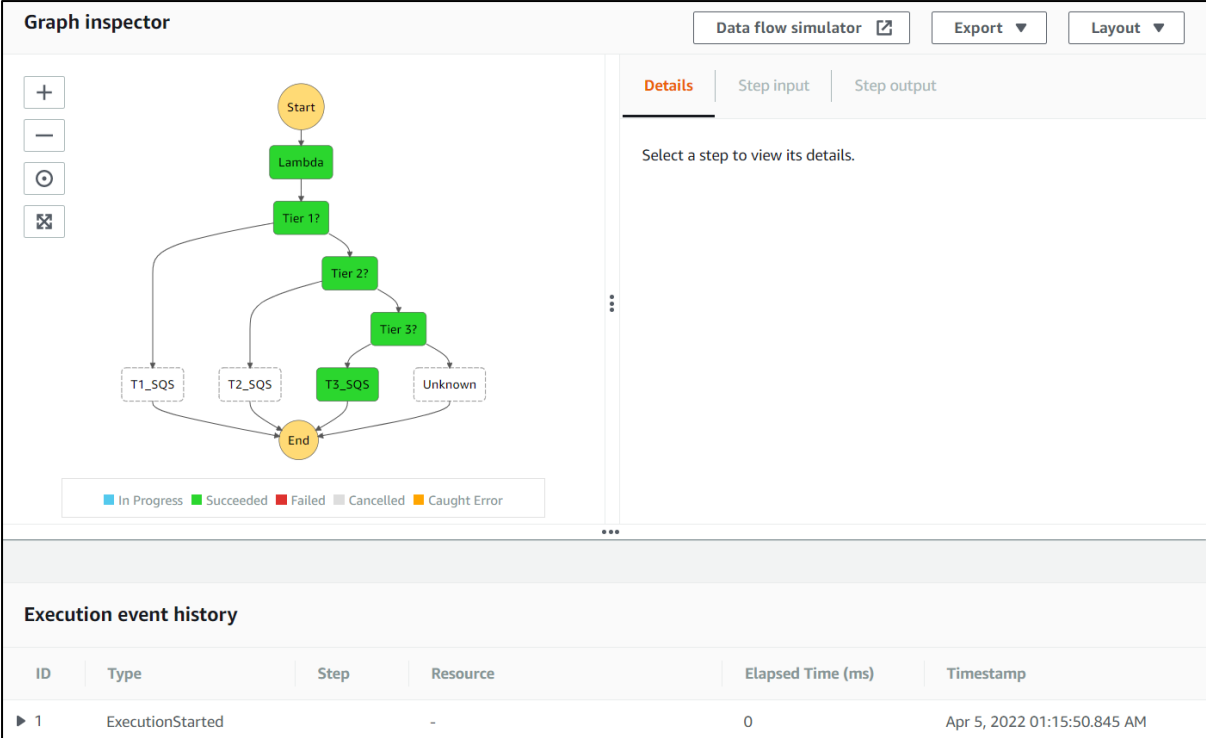 Graph inspector
Data flow simulator
Export
Layout
Details
Step input
Step output
Select a step to view its details.
Start
Lambda
Tier 1?
Tier 2?
Tier 3?
T1_SQS
T2_SQS
T3_SQS
Unknown
End
In Progress Succeeded Failed Cancelled Caught Error
Execution event history
ID Type Step Resource Elapsed Time (ms) Timestamp
1 ExecutionStarted - 0 Apr 5, 2022 01:15:50.845 AM